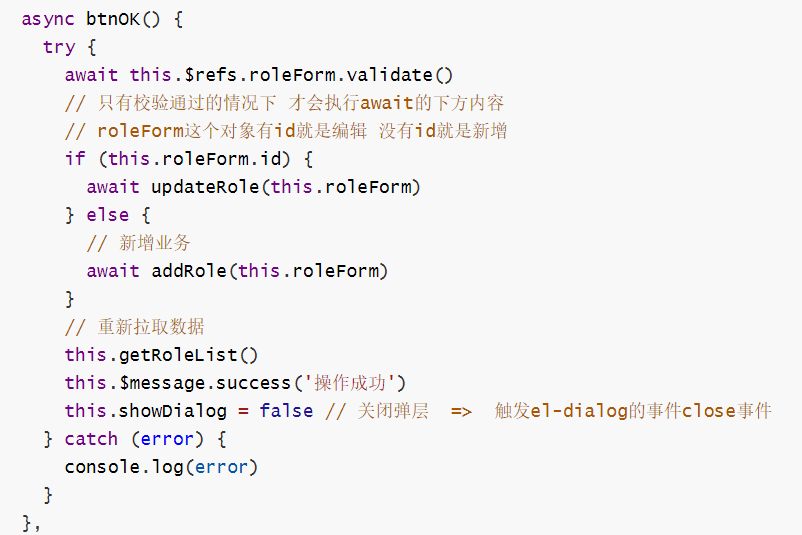 async btnOK() {
  try {
    await this.$refs.roleForm.validate()
    // 只有校验通过的情况下 才会执行await的下方内容
    // roleForm这个对象有id就是编辑 没有id就是新增
    if (this.roleForm.id) {
      await updateRole(this.roleForm)
    } else {
      // 新增业务
      await addRole(this.roleForm)
    }
    // 重新拉取数据
    this.getRoleList()
    this.$message.success('操作成功')
    this.showDialog = false // 关闭弹层  =>  触发el-dialog的事件close事件
  } catch (error) {
    console.log(error)
  }
},